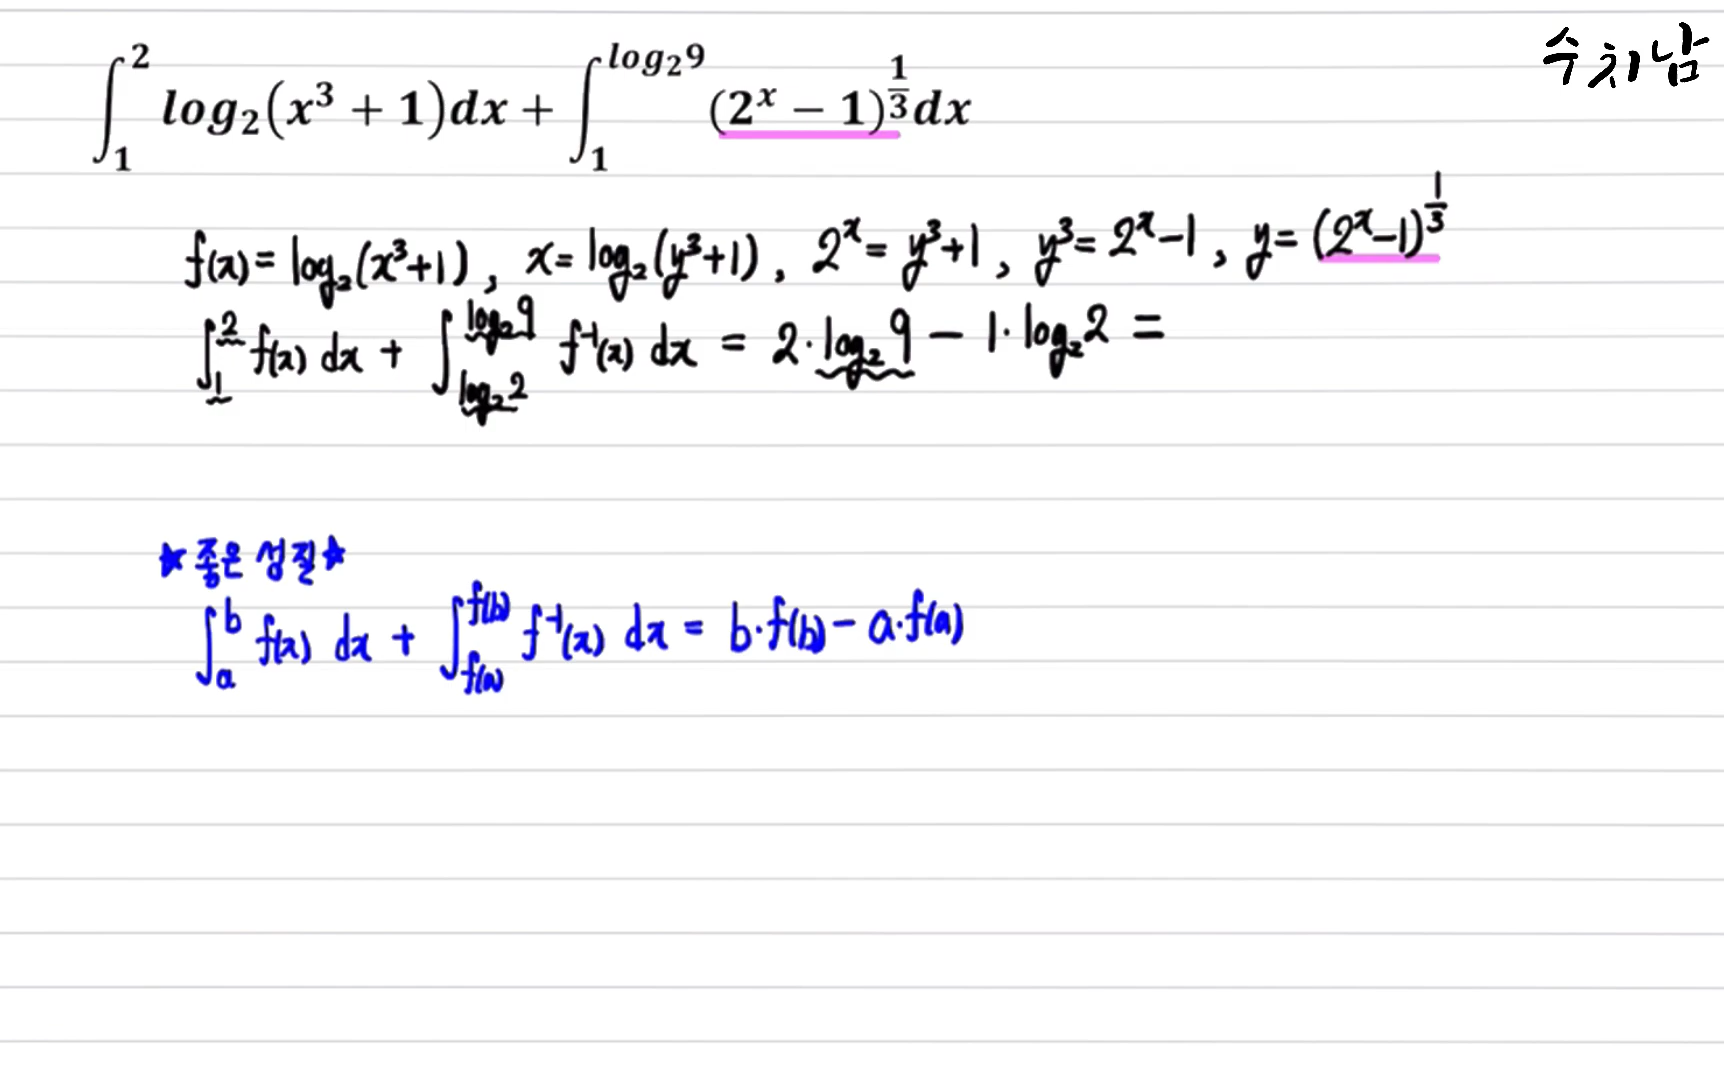 수치남
∫₁² log₂(x³ + 1)dx + ∫₁^{log₂9} (2ˣ − 1)^{1/3}dx
f(x) = log₂(x³+1), x = log₂(y³+1), 2ˣ = y³+1, y³ = 2ˣ−1, y = (2ˣ−1)^{1/3}
∫₁² f(x) dx + ∫_{log₂2}^{log₂9} f⁻¹(x) dx = 2·log₂9 − 1·log₂2 =
★좋은 성질★
∫ₐᵇ f(x) dx + ∫_{f(a)}^{f(b)} f⁻¹(x) dx = b·f(b) − a·f(a)